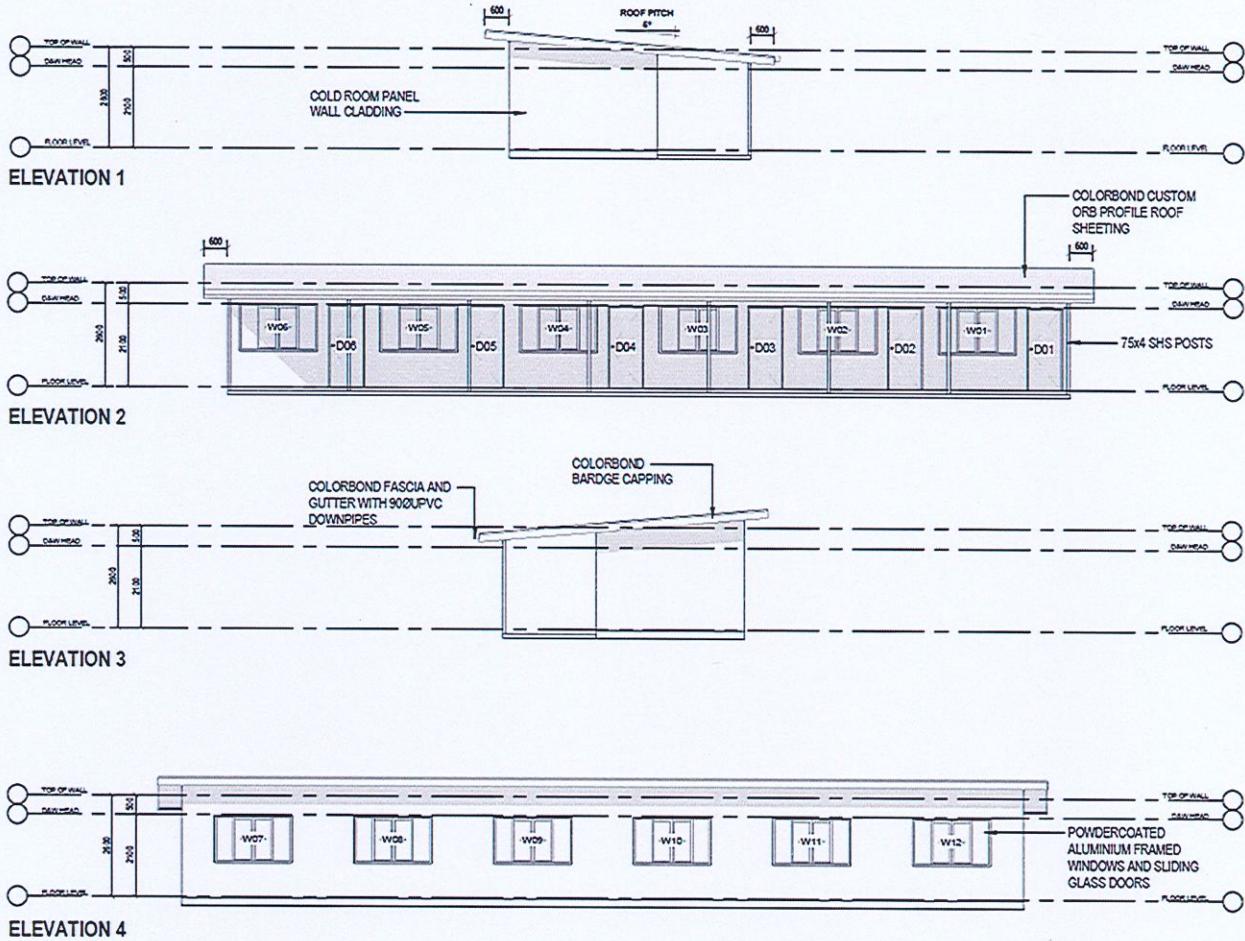 600
ROOF PITCH
600
TOP OF WALL
TOP OF WALL
D&W HEAD
D&W HEAD
500
2100
COLD ROOM PANEL
WALL CLADDING
FLOOR LEVEL
FLOOR LEVEL
ELEVATION 1
COLORBOND CUSTOM
ORB PROFILE ROOF
SHEETING
600
600
TOP OF WALL
TOP OF WALL
D&W HEAD
D&W HEAD
500
2600
2100
-W06-
-W05-
-W04-
-W03
-W02-
-W01-
-D06
-D05
-D04
-D03
-D02
-D01
75x4 SHS POSTS
FLOOR LEVEL
FLOOR LEVEL
ELEVATION 2
COLORBOND
BARDGE CAPPING
COLORBOND FASCIA AND
GUTTER WITH 90ØUPVC
DOWNPIPES
TOP OF WALL
TOP OF WALL
D&W HEAD
D&W HEAD
500
2600
2100
FLOOR LEVEL
FLOOR LEVEL
ELEVATION 3
TOP OF WALL
TOP OF WALL
D&W HEAD
D&W HEAD
500
2600
2100
-W07-
-W08-
-W09-
-W10-
-W11-
-W12-
POWDERCOATED
ALUMINIUM FRAMED
WINDOWS AND SLIDING
GLASS DOORS
FLOOR LEVEL
FLOOR LEVEL
ELEVATION 4